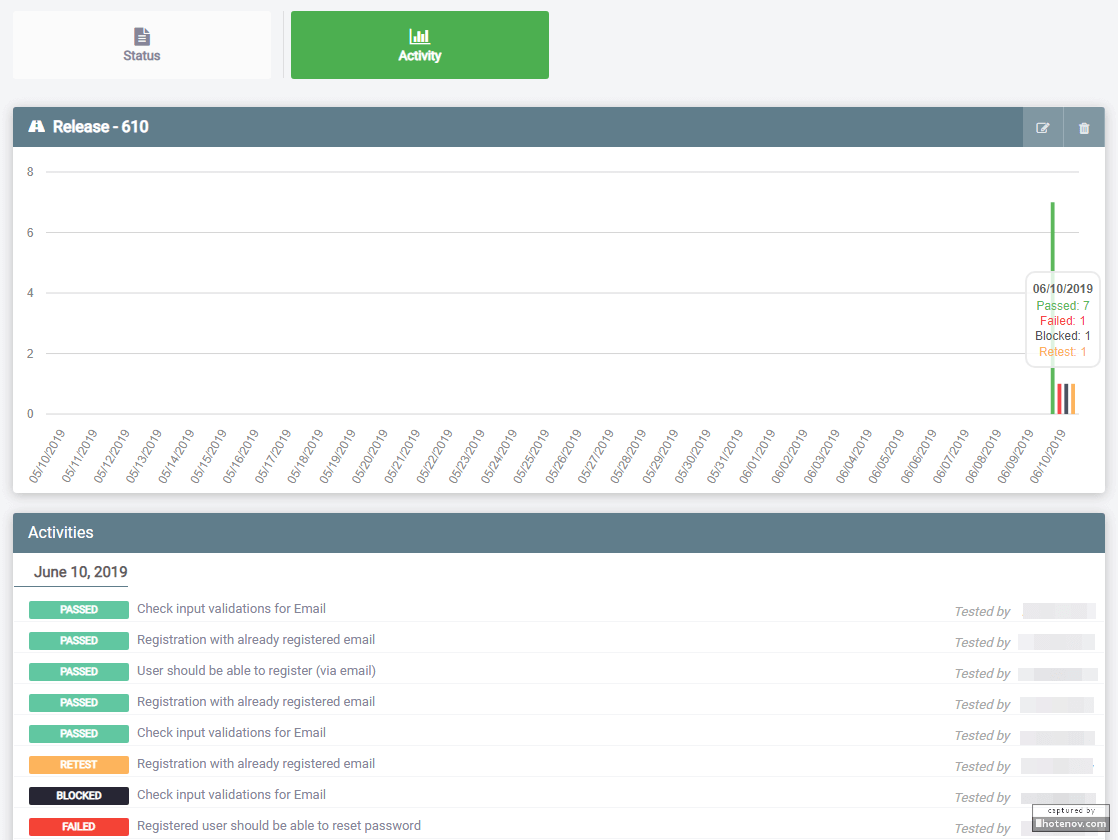 Status
Activity
Release - 610
8
6
4
2
0
06/10/2019
Passed: 7
Failed: 1
Blocked: 1
Retest: 1
05/10/2019
05/11/2019
05/12/2019
05/13/2019
05/14/2019
05/15/2019
05/16/2019
05/17/2019
05/18/2019
05/19/2019
05/20/2019
05/21/2019
05/22/2019
05/23/2019
05/24/2019
05/25/2019
05/26/2019
05/27/2019
05/28/2019
05/29/2019
05/30/2019
05/31/2019
06/01/2019
06/02/2019
06/03/2019
06/04/2019
06/05/2019
06/06/2019
06/07/2019
06/08/2019
06/09/2019
06/10/2019
Activities
June 10, 2019
PASSED Check input validations for Email Tested by
PASSED Registration with already registered email Tested by
PASSED User should be able to register (via email) Tested by
PASSED Registration with already registered email Tested by
PASSED Check input validations for Email Tested by
RETEST Registration with already registered email Tested by
BLOCKED Check input validations for Email Tested by
FAILED Registered user should be able to reset password Tested by
captured by
hotenov.com